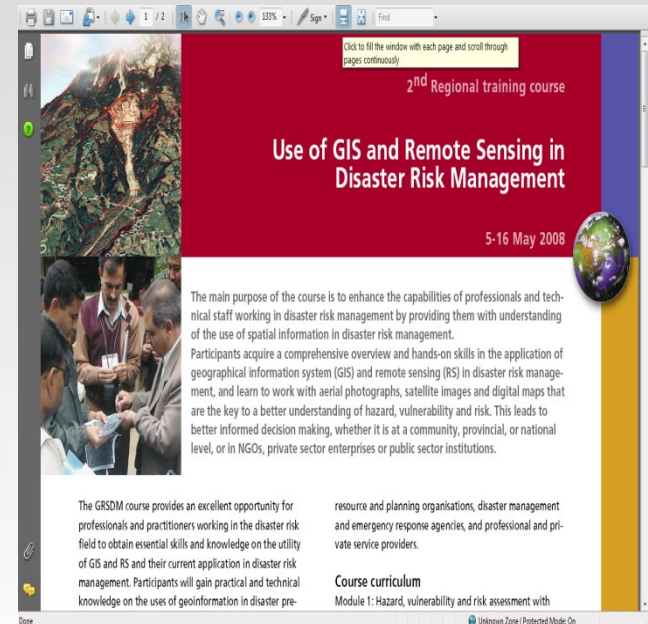 1 / 2
133%
Sign
Find
Click to fill the window with each page and scroll through
pages continuously
2nd Regional training course
Use of GIS and Remote Sensing in
Disaster Risk Management
5-16 May 2008
The main purpose of the course is to enhance the capabilities of professionals and tech-
nical staff working in disaster risk management by providing them with understanding
of the use of spatial information in disaster risk management.
Participants acquire a comprehensive overview and hands-on skills in the application of
geographical information system (GIS) and remote sensing (RS) in disaster risk manage-
ment, and learn to work with aerial photographs, satellite images and digital maps that
are the key to a better understanding of hazard, vulnerability and risk. This leads to
better informed decision making, whether it is at a community, provincial, or national
level, or in NGOs, private sector enterprises or public sector institutions.
The GRSDM course provides an excellent opportunity for
professionals and practitioners working in the disaster risk
field to obtain essential skills and knowledge on the utility
of GIS and RS and their current application in disaster risk
management. Participants will gain practical and technical
knowledge on the uses of geoinformation in disaster pre-
resource and planning organisations, disaster management
and emergency response agencies, and professional and pri-
vate service providers.
Course curriculum
Module 1: Hazard, vulnerability and risk assessment with
Done
Unknown Zone | Protected Mode: On